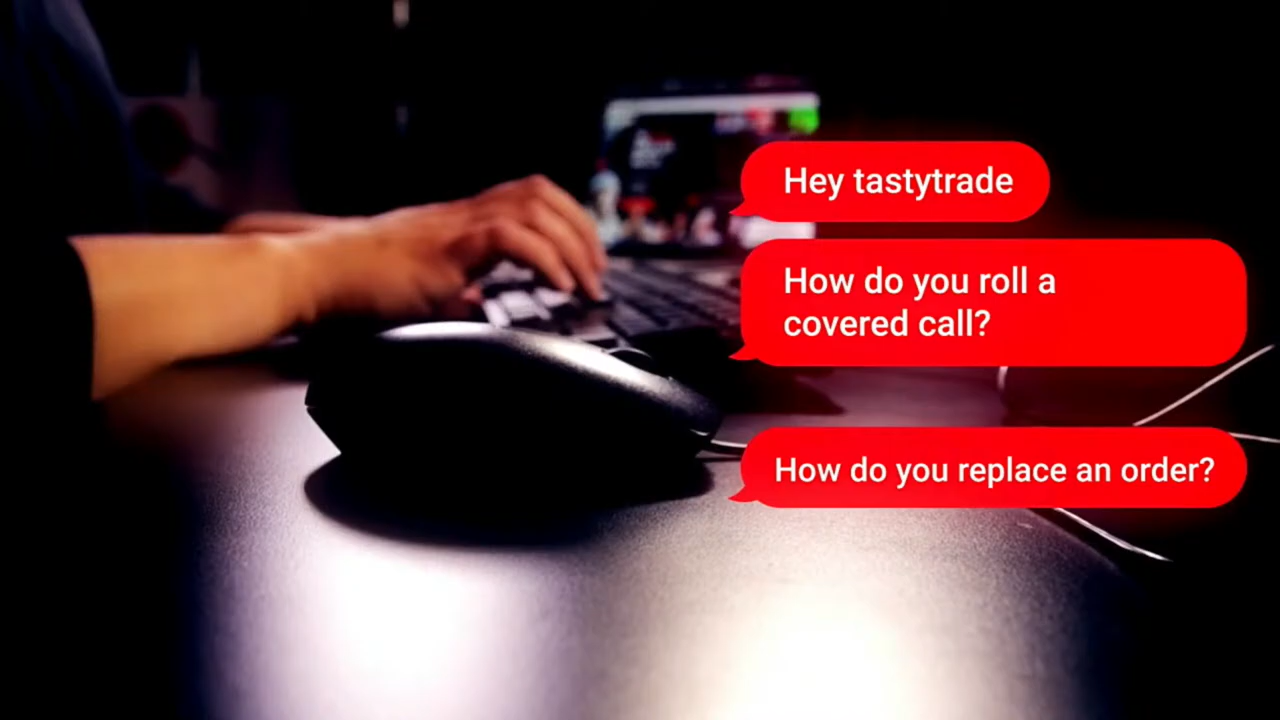 Hey tastytrade
How do you roll a
covered call?
How do you replace an order?